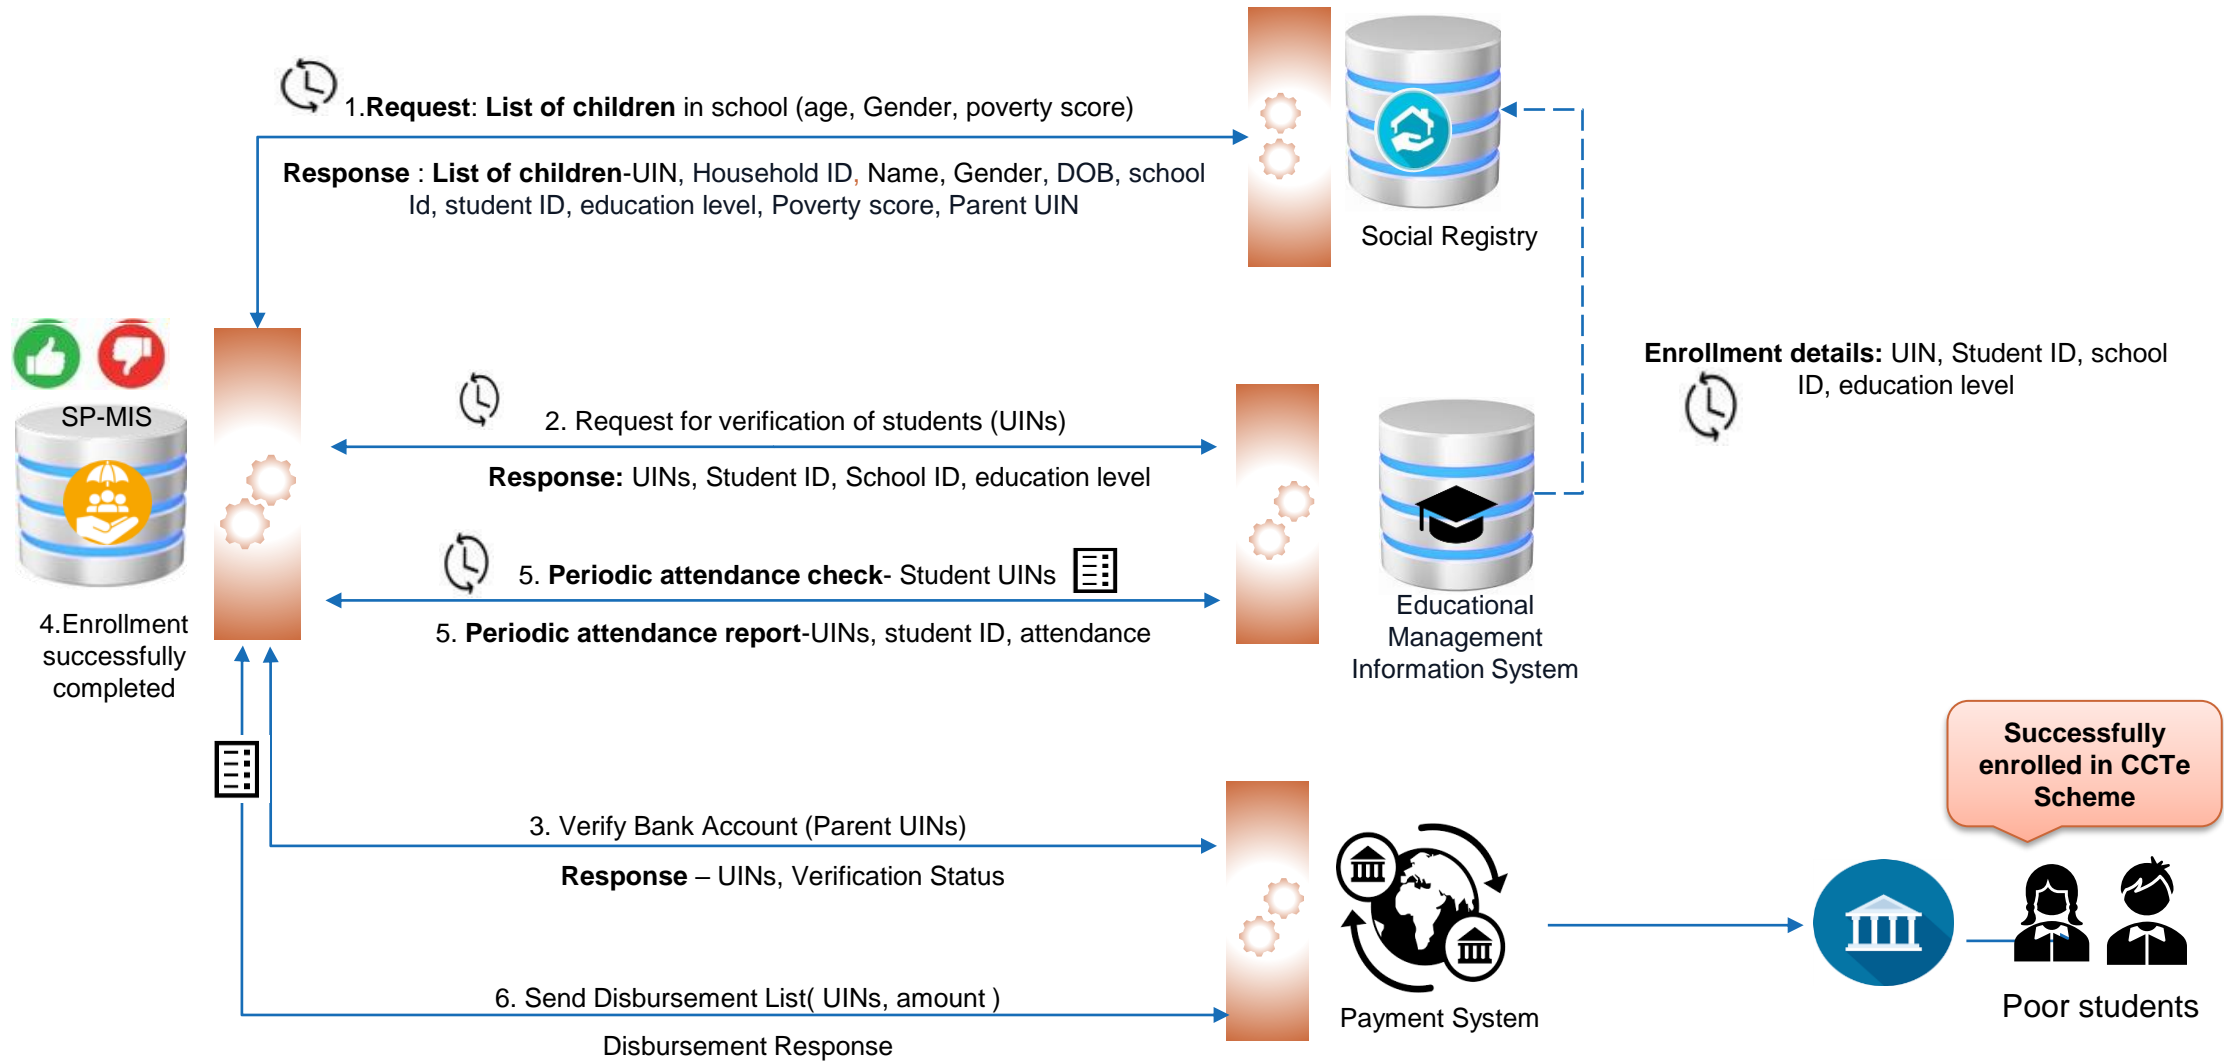 1.Request: List of children in school (age, Gender, poverty score)
Response : List of children-UIN, Household ID, Name, Gender, DOB, school
Id, student ID, education level, Poverty score, Parent UIN
Social Registry
Enrollment details: UIN, Student ID, school
ID, education level
SP-MIS
2. Request for verification of students (UINs)
Response: UINs, Student ID, School ID, education level
5. Periodic attendance check- Student UINs
5. Periodic attendance report-UINs, student ID, attendance
Educational
Management
Information System
4.Enrollment
successfully
completed
3. Verify Bank Account (Parent UINs)
Response – UINs, Verification Status
6. Send Disbursement List( UINs, amount )
Disbursement Response
Payment System
Successfully
enrolled in CCTe
Scheme
Poor students